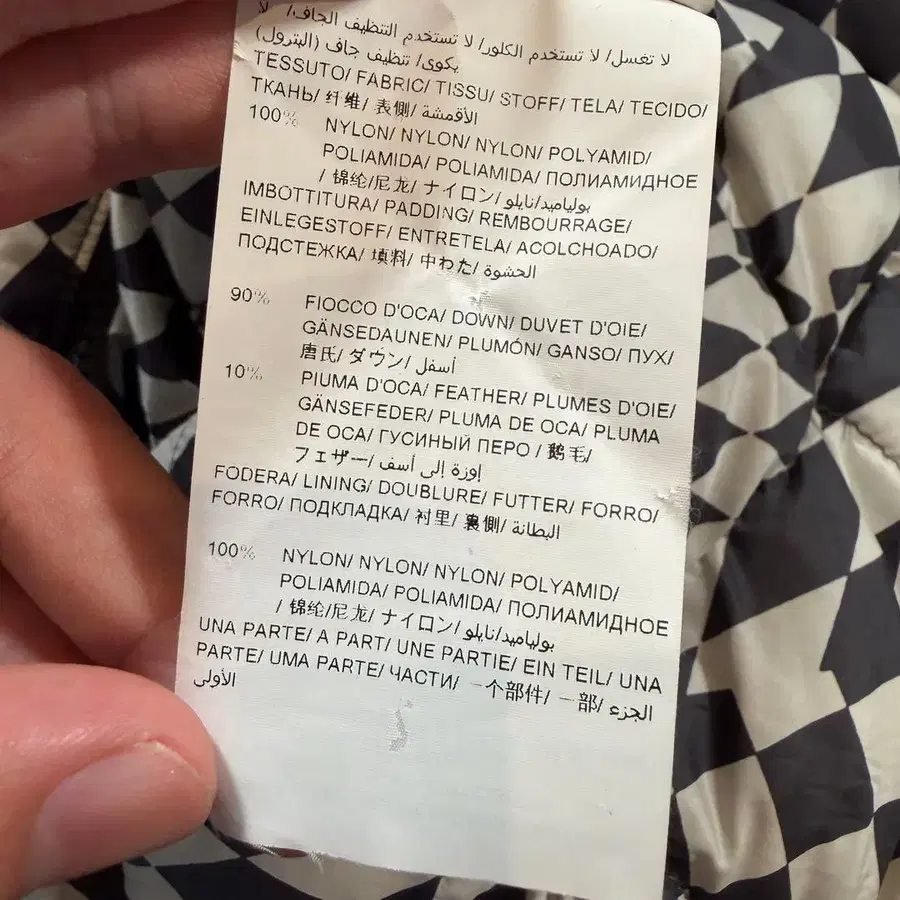 لا تغسل/ لا تستخدم الكلور/ لا تستخدم التنظيف الجاف/ لا
يكوى/ تنظيف جاف (البترول)
TESSUTO/ FABRIC/ TISSU/ STOFF/ TELA/ TECIDO/
ТКАНЬ/ 纤维/ 表側/ الأقمشة
100% NYLON/ NYLON/ NYLON/ POLYAMID/
POLIAMIDA/ POLIAMIDA/ ПОЛИАМИДНОЕ
/ 锦纶/尼龙/ ナイロン/ بولياميد/نايلو
IMBOTTITURA/ PADDING/ REMBOURRAGE/
EINLEGESTOFF/ ENTRETELA/ ACOLCHOADO/
ПОДСТЕЖКА/ 填料/ 中わた/ الحشوة
90% FIOCCO D'OCA/ DOWN/ DUVET D'OIE/
GÄNSEDAUNEN/ PLUMÓN/ GANSO/ ПУХ/
唐氏/ ダウン/ أسفل
10% PIUMA D'OCA/ FEATHER/ PLUMES D'OIE/
GÄNSEFEDER/ PLUMA DE OCA/ PLUMA
DE OCA/ ГУСИНЫЙ ПЕРО / 鹅毛/
フェザー/ إوزة إلى أسف
FODERA/ LINING/ DOUBLURE/ FUTTER/ FORRO/
FORRO/ ПОДКЛАДКА/ 衬里/ 裏側/ البطانة
100% NYLON/ NYLON/ NYLON/ POLYAMID/
POLIAMIDA/ POLIAMIDA/ ПОЛИАМИДНОЕ
/ 锦纶/尼龙/ ナイロン/ بولياميد/نايلو
UNA PARTE/ A PART/ UNE PARTIE/ EIN TEIL/ UNA
PARTE/ UMA PARTE/ ЧАСТИ/ 一个部件/ 一部/ الجزء
الأولى